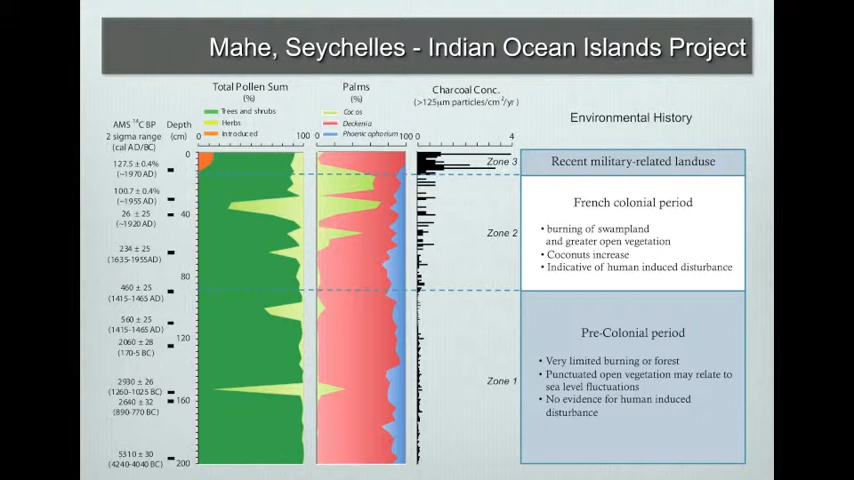 Mahe, Seychelles - Indian Ocean Islands Project
Total Pollen Sum
(%)
Trees and shrubs
Herbs
Introduced
Palms
(%)
Cocos
Deckenia
Phoenicophorium
Charcoal Conc.
(>125µm particles/cm²/yr)
Environmental History
AMS ¹⁴C BP
2 sigma range
(cal AD/BC)
Depth
(cm)
0 100 0 100 0 4
0
127.5 ± 0.4%
(~1970 AD)
100.7 ± 0.4%
(~1955 AD)
26 ± 25
(~1920 AD)
40
234 ± 25
(1635-1955AD)
80
460 ± 25
(1415-1465 AD)
560 ± 25
(1415-1465 AD)
120
2060 ± 28
(170-5 BC)
2930 ± 26
(1260-1025 BC)
160
2640 ± 32
(890-770 BC)
5310 ± 30
(4240-4040 BC)
200
Zone 3
Recent military-related landuse
Zone 2
French colonial period
• burning of swampland
and greater open vegetation
• Coconuts increase
• Indicative of human induced disturbance
Zone 1
Pre-Colonial period
• Very limited burning or forest
• Punctuated open vegetation may relate to
sea level fluctuations
• No evidence for human induced
disturbance